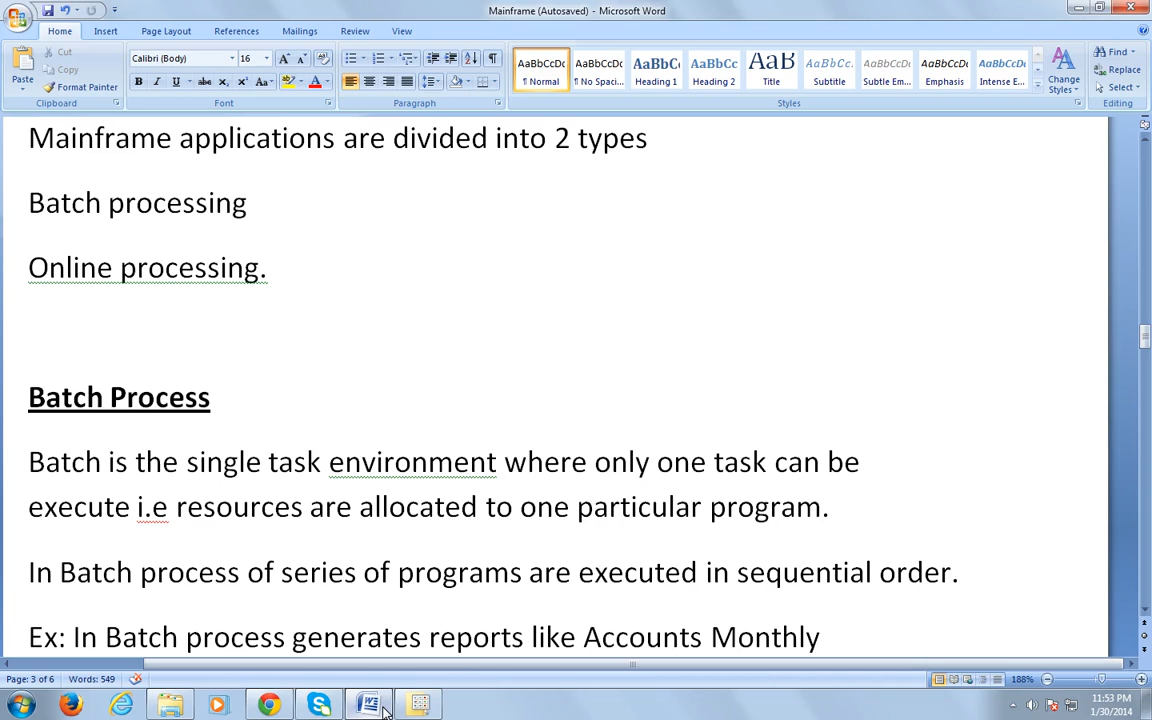 Mainframe (Autosaved) - Microsoft Word
Home Insert Page Layout References Mailings Review View
Cut
Copy
Format Painter
Paste
Clipboard
Calibri (Body) 16
Font
Paragraph
AaBbCcDc AaBbCcDc AaBbC AaBbCc AaB AaBbCc. AaBbCcDc AaBbCcDc AaBbCcDc
¶ Normal ¶ No Spaci... Heading 1 Heading 2 Title Subtitle Subtle Em... Emphasis Intense E...
Styles
Change Styles
Find
Replace
Select
Editing
Mainframe applications are divided into 2 types
Batch processing
Online processing.
Batch Process
Batch is the single task environment where only one task can be
execute i.e resources are allocated to one particular program.
In Batch process of series of programs are executed in sequential order.
Ex: In Batch process generates reports like Accounts Monthly
Page: 3 of 6 Words: 549 188%
11:53 PM
1/30/2014